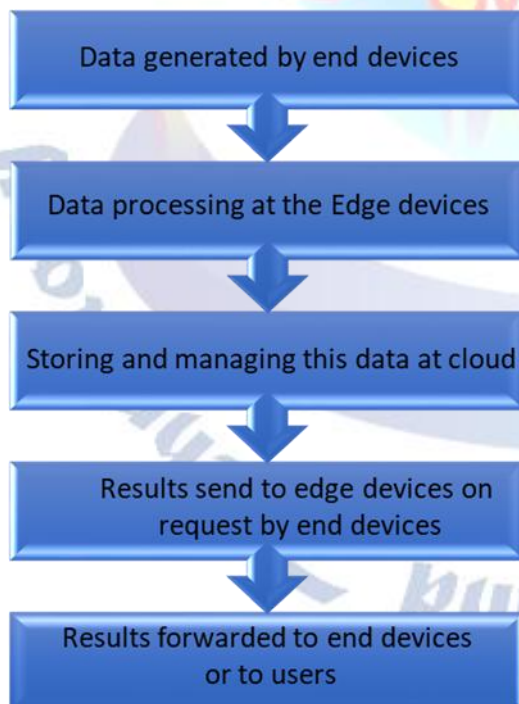 Data generated by end devices
Data processing at the Edge devices
Storing and managing this data at cloud
Results send to edge devices on
request by end devices
Results forwarded to end devices
or to users